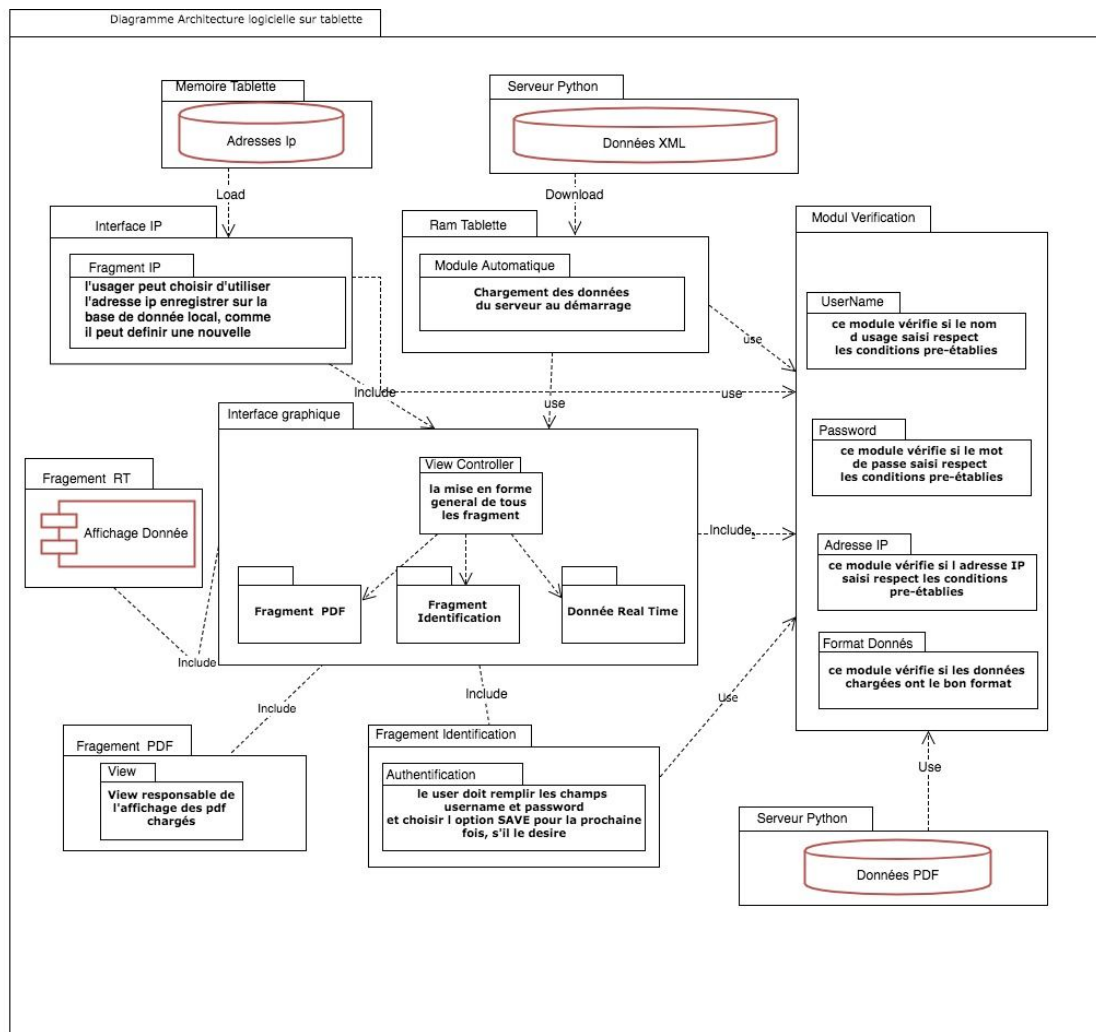 Diagramme Architecture logicielle sur tablette
Memoire Tablette
Adresses Ip
Serveur Python
Données XML
Load
Download
Interface IP
Fragment IP
l'usager peut choisir d'utiliser
l'adresse ip enregistrer sur la
base de donnée local, comme
il peut definir une nouvelle
Ram Tablette
Module Automatique
Chargement des données
du serveur au démarrage
Modul Verification
UserName
ce module vérifie si le nom
d usage saisi respect
les conditions pre-établies
use
Include
use
use
Interface graphique
View Controller
la mise en forme
general de tous
les fragment
Password
ce module vérifie si le mot
de passe saisi respect
les conditions pre-établies
Fragement RT
Affichage Donnée
Include
Adresse IP
ce module vérifie si l adresse IP
saisi respect les conditions
pre-établies
Fragment PDF
Fragment
Identification
Donnée Real Time
Format Donnés
ce module vérifie si les données
chargées ont le bon format
Include
Include
Include
Use
Fragement PDF
View
View responsable de
l'affichage des pdf
chargés
Fragement Identification
Authentification
le user doit remplir les champs
username et password
et choisir l option SAVE pour la prochaine
fois, s'il le desire
Use
Serveur Python
Données PDF